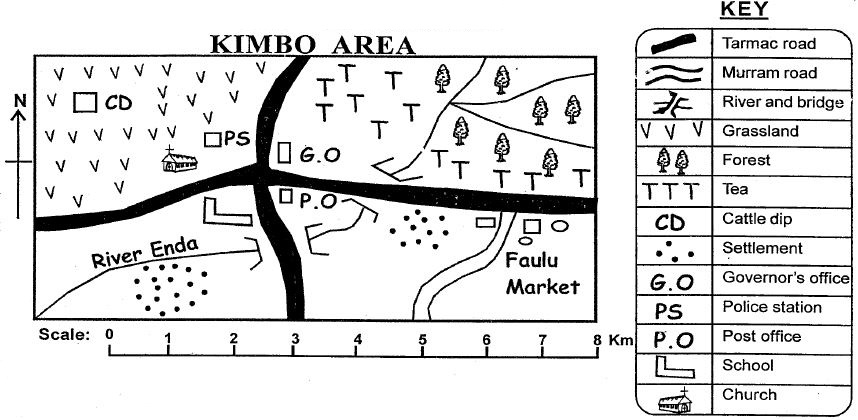 KIMBO AREA
N
CD
PS
G.O
P.O
River Enda
Faulu
Market
Scale: 0 1 2 3 4 5 6 7 8 Km
KEY
Tarmac road
Murram road
River and bridge
Grassland
Forest
Tea
CD Cattle dip
Settlement
G.O Governor's office
PS Police station
P.O Post office
School
Church